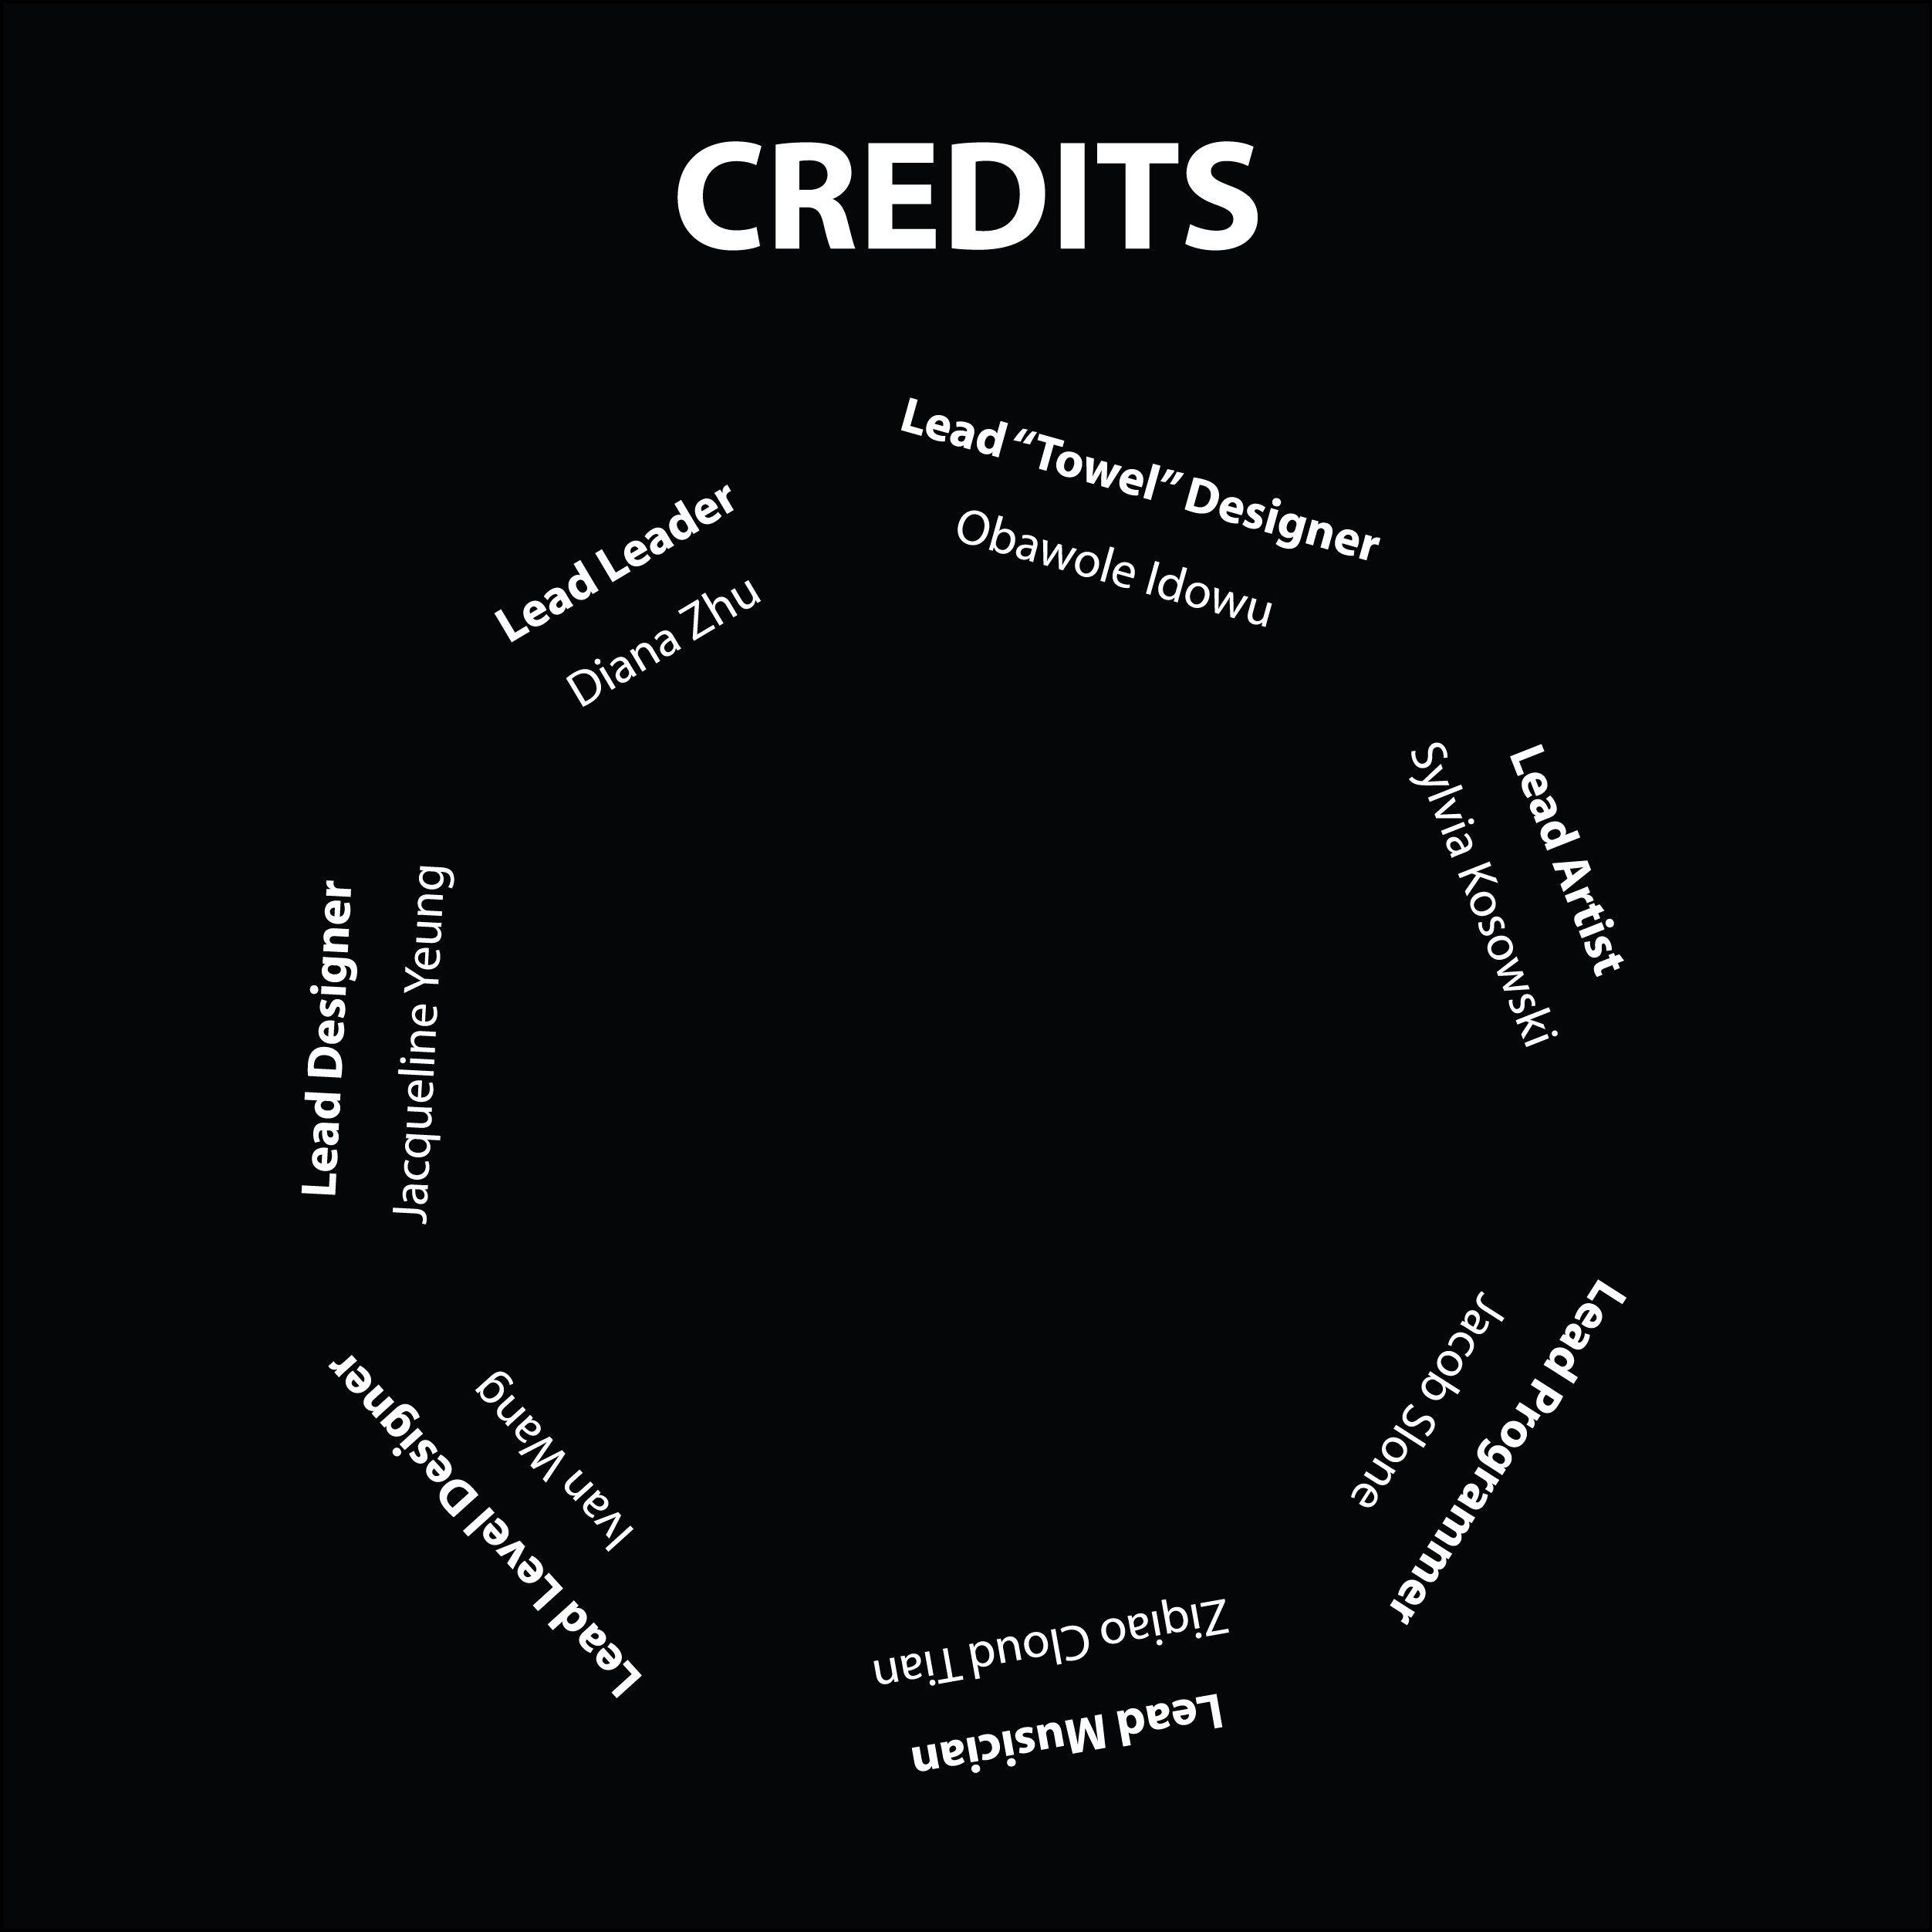 CREDITS
Lead Leader
Diana Zhu
Lead “Towel” Designer
Obawole Idowu
Lead Artist
Sylvia Kosowski
Lead Programmer
Jacob Slone
Lead Musician
Ziqiao Cloud Tian
Lead Level Designer
Ivan Wang
Lead Designer
Jacqueline Yeung